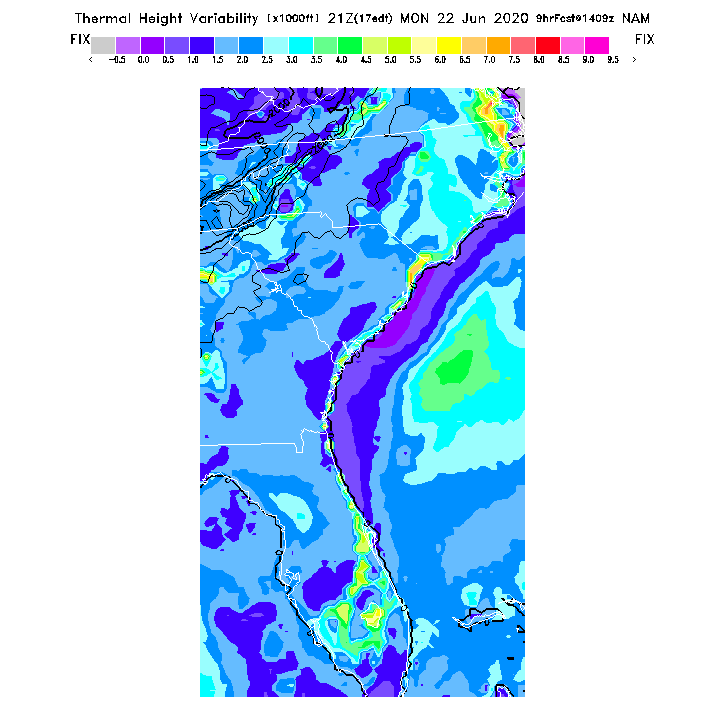 Thermal Height Variability [x1000ft] 21Z(17edt) MON 22 Jun 2020 9hrFcst@1409z NAM
FIX FIX
< -0.5 0.0 0.5 1.0 1.5 2.0 2.5 3.0 3.5 4.5 5.0 5.5 6.0 6.5 7.0 7.5 8.0 8.5 9.0 9.5 >